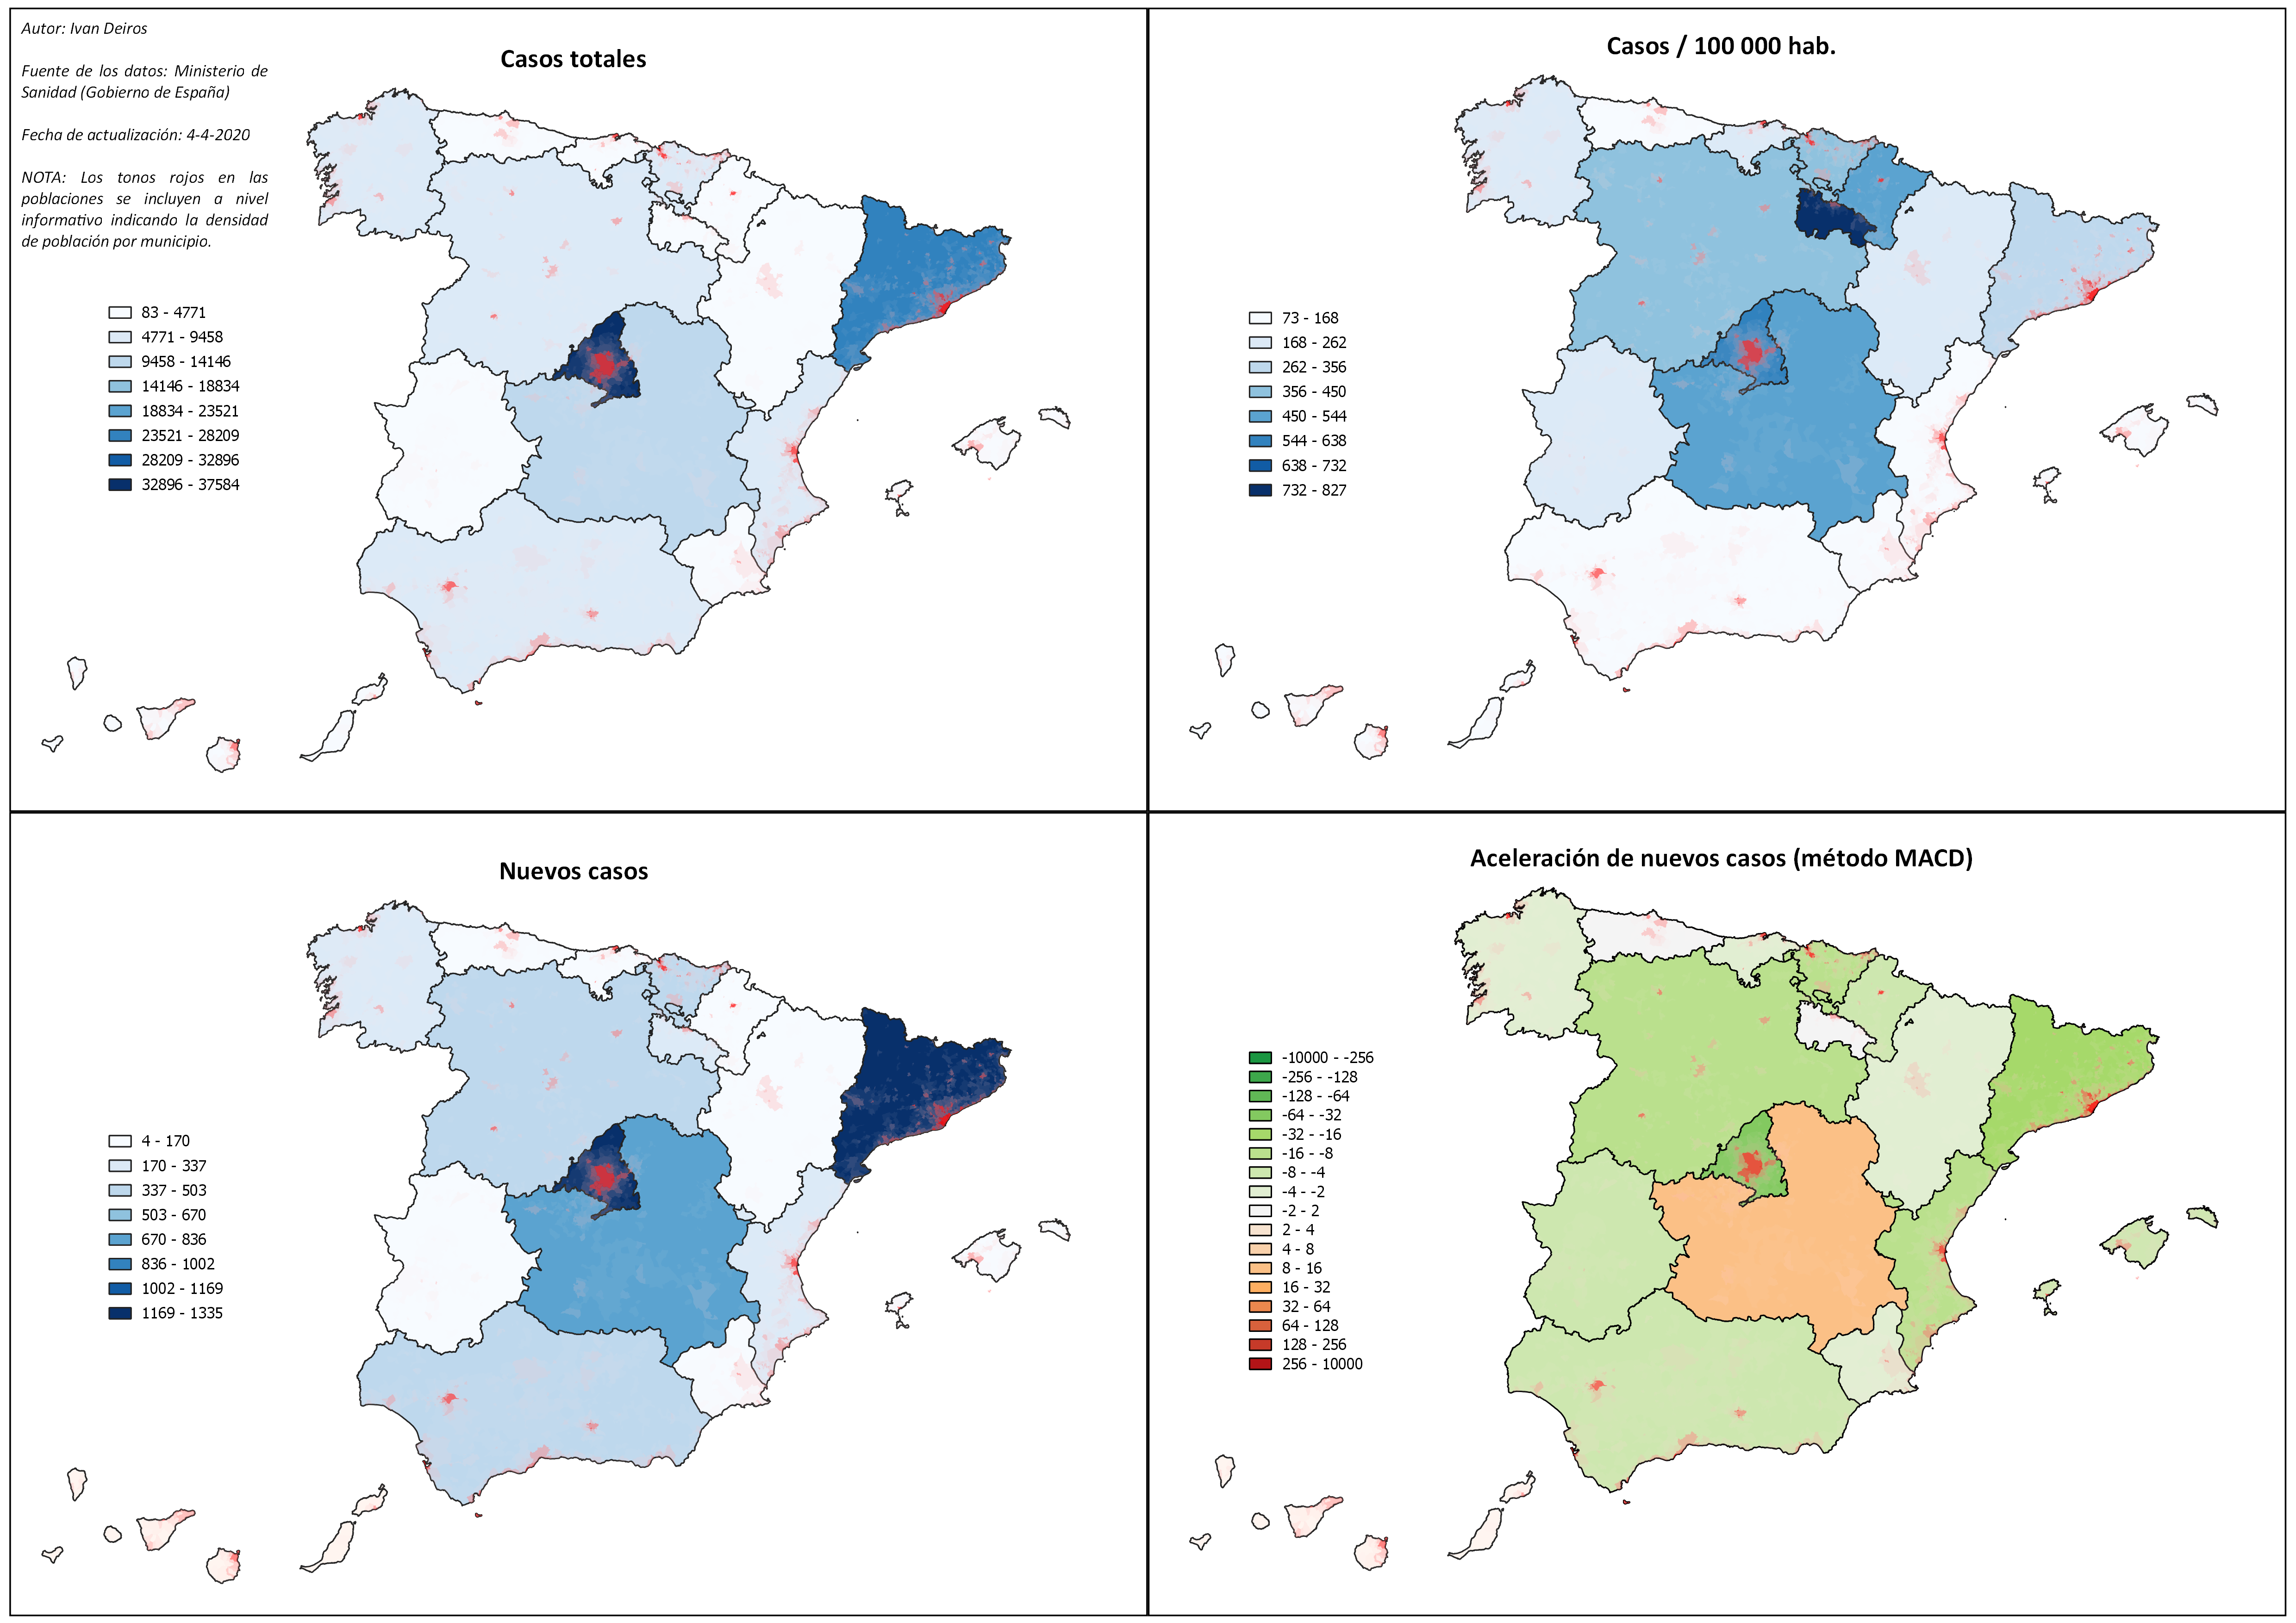 Autor: Ivan Deiros
Fuente de los datos: Ministerio de
Sanidad (Gobierno de España)
Fecha de actualización: 4-4-2020
NOTA: Los tonos rojos en las
poblaciones se incluyen a nivel
informativo indicando la densidad
de población por municipio.
Casos totales
83 - 4771
4771 - 9458
9458 - 14146
14146 - 18834
18834 - 23521
23521 - 28209
28209 - 32896
32896 - 37584
Casos / 100 000 hab.
73 - 168
168 - 262
262 - 356
356 - 450
450 - 544
544 - 638
638 - 732
732 - 827
Nuevos casos
4 - 170
170 - 337
337 - 503
503 - 670
670 - 836
836 - 1002
1002 - 1169
1169 - 1335
Aceleración de nuevos casos (método MACD)
-10000 - -256
-256 - -128
-128 - -64
-64 - -32
-32 - -16
-16 - -8
-8 - -4
-4 - -2
-2 - 2
2 - 4
4 - 8
8 - 16
16 - 32
32 - 64
64 - 128
128 - 256
256 - 10000